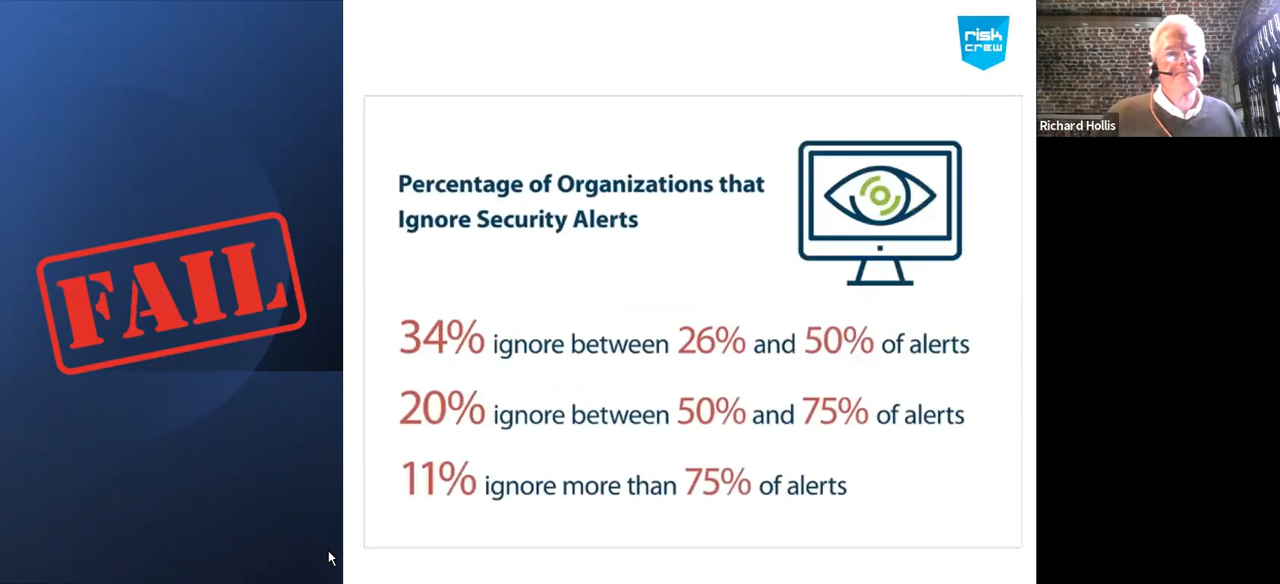 risk
crew
Richard Hollis
FAIL
Percentage of Organizations that
Ignore Security Alerts
34% ignore between 26% and 50% of alerts
20% ignore between 50% and 75% of alerts
11% ignore more than 75% of alerts